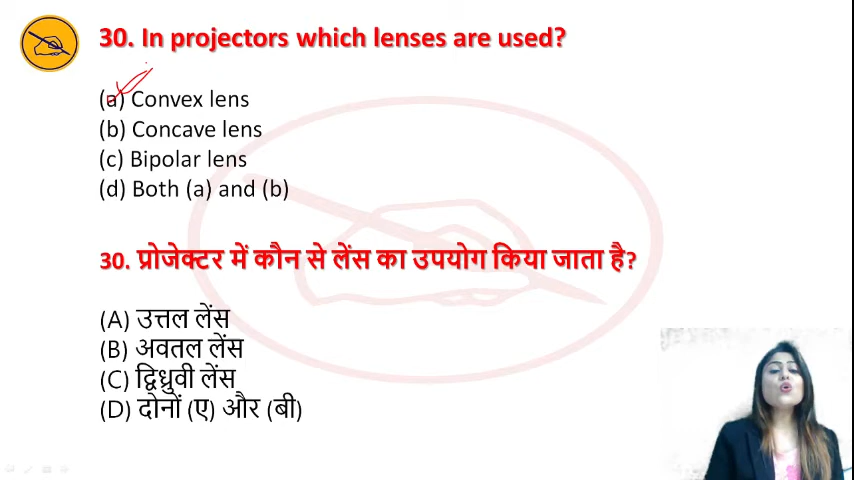 30. In projectors which lenses are used?
(a) Convex lens
(b) Concave lens
(c) Bipolar lens
(d) Both (a) and (b)
30. प्रोजेक्टर में कौन से लेंस का उपयोग किया जाता है?
(A) उत्तल लेंस
(B) अवतल लेंस
(C) द्विध्रुवी लेंस
(D) दोनों (ए) और (बी)